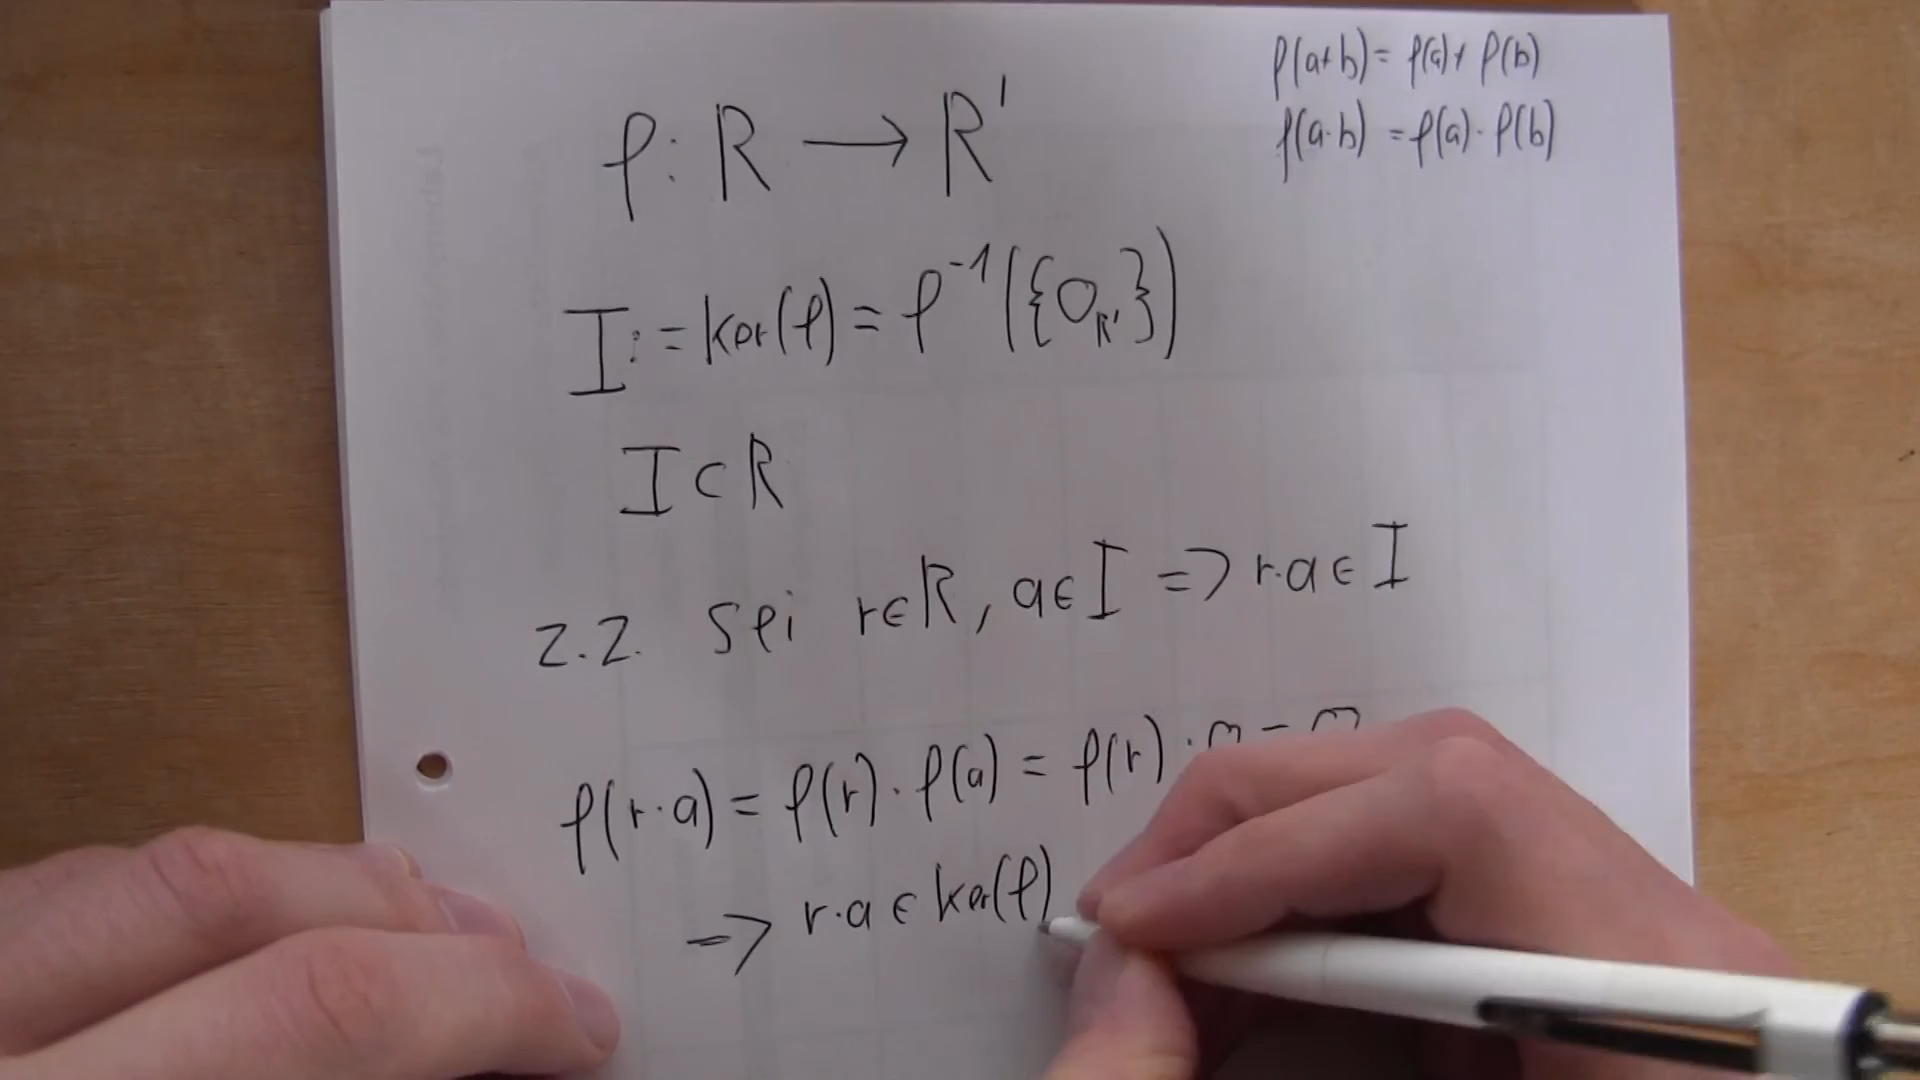 φ(a+b) = φ(a) + φ(b)
φ(a·b) = φ(a) · φ(b)
φ: R → R'
I := ker(φ) = φ⁻¹({0_R'})
I ⊂ R
z.z. Sei r∈R, a∈I => r·a∈I
φ(r·a) = φ(r) · φ(a) = φ(r) ·
=> r·a ∈ ker(φ)